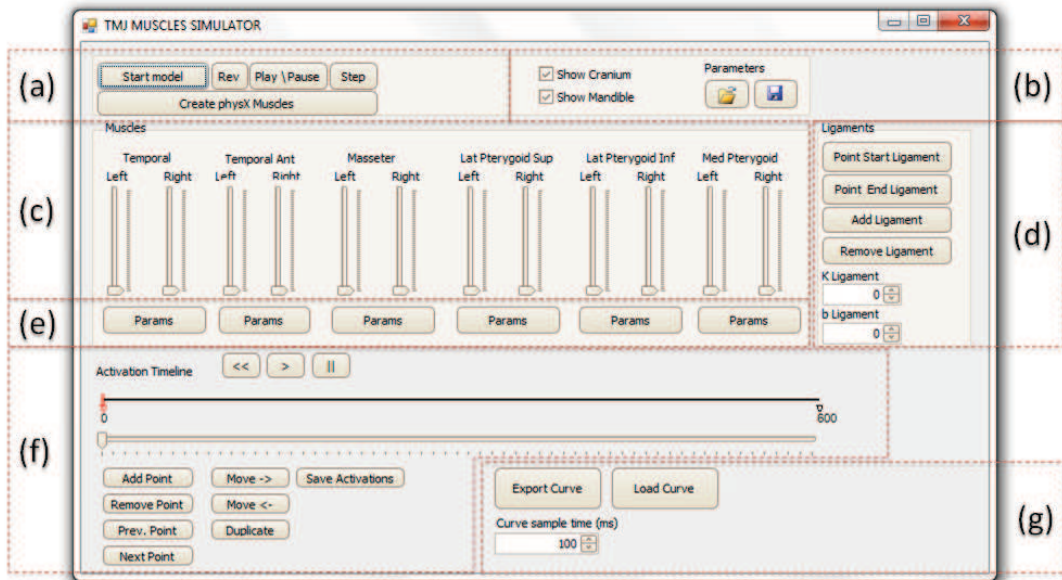 TMJ MUSCLES SIMULATOR
(a)
Start model Rev Play \Pause Step
Create physX Muscles
Show Cranium
Show Mandible
Parameters
(b)
Muscles
(c)
Temporal Temporal Ant Masseter Lat Pterygoid Sup Lat Pterygoid Inf Med Pterygoid
Left Right Left Right Left Right Left Right Left Right Left Right
Ligaments
Point Start Ligament
Point End Ligament
Add Ligament
Remove Ligament
K Ligament
0
b Ligament
0
(d)
(e)
Params Params Params Params Params Params
(f)
Activation Timeline << > ||
0 600
Add Point Move -> Save Activations
Remove Point Move <-
Prev. Point Duplicate
Next Point
Export Curve Load Curve
Curve sample time (ms)
100
(g)